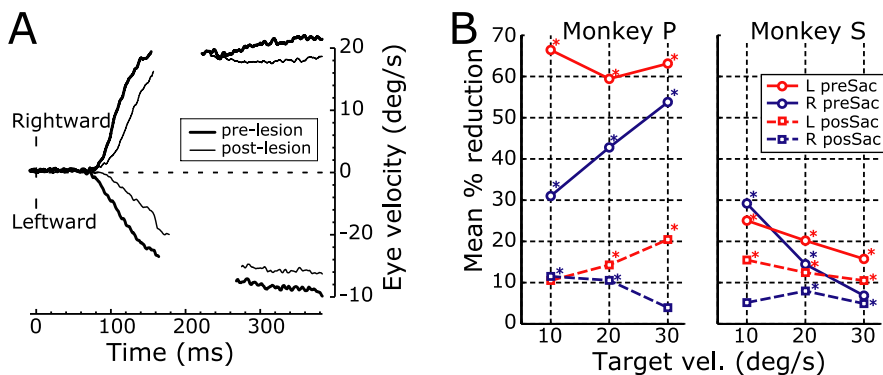 A
Rightward
Leftward
pre-lesion
post-lesion
20
10
0
-20
-10
Eye velocity (deg/s)
0
100
200
300
Time (ms)
B
Monkey P
Monkey S
Mean % reduction
70
60
50
40
30
20
10
0
L preSac
R preSac
L posSac
R posSac
10
20
30
10
20
30
Target vel. (deg/s)